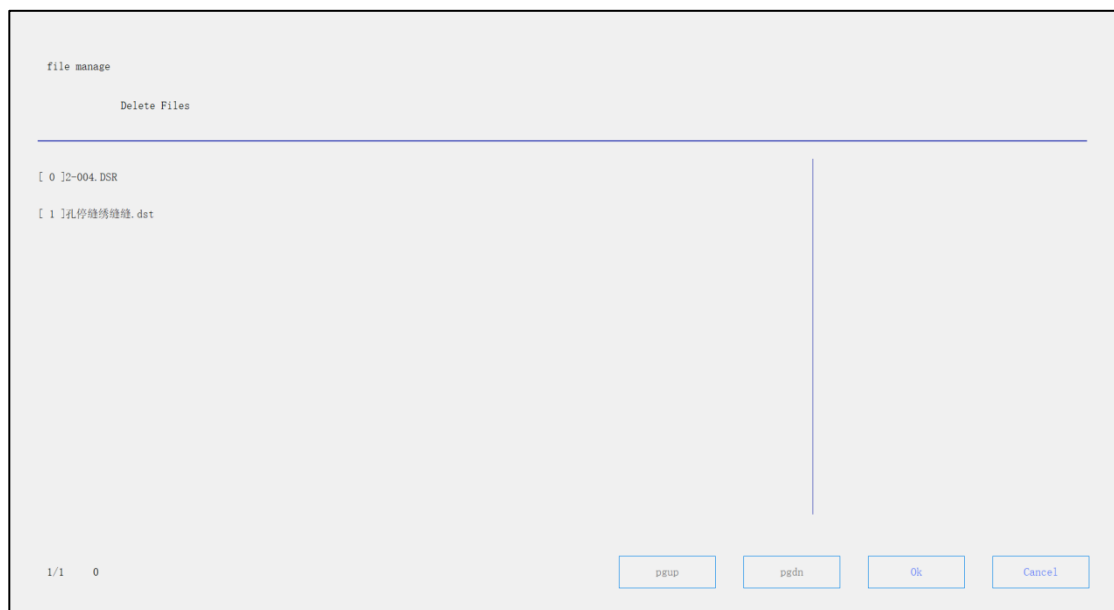 file manage
Delete Files
[ 0 ]2-004.DSR
[ 1 ]孔停缝绣缝缝.dst
1/1 0
pgup
pgdn
Ok
Cancel